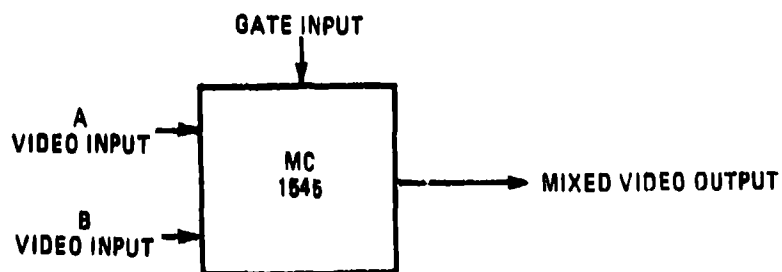 GATE INPUT
A
VIDEO INPUT
MC
1545
MIXED VIDEO OUTPUT
B
VIDEO INPUT